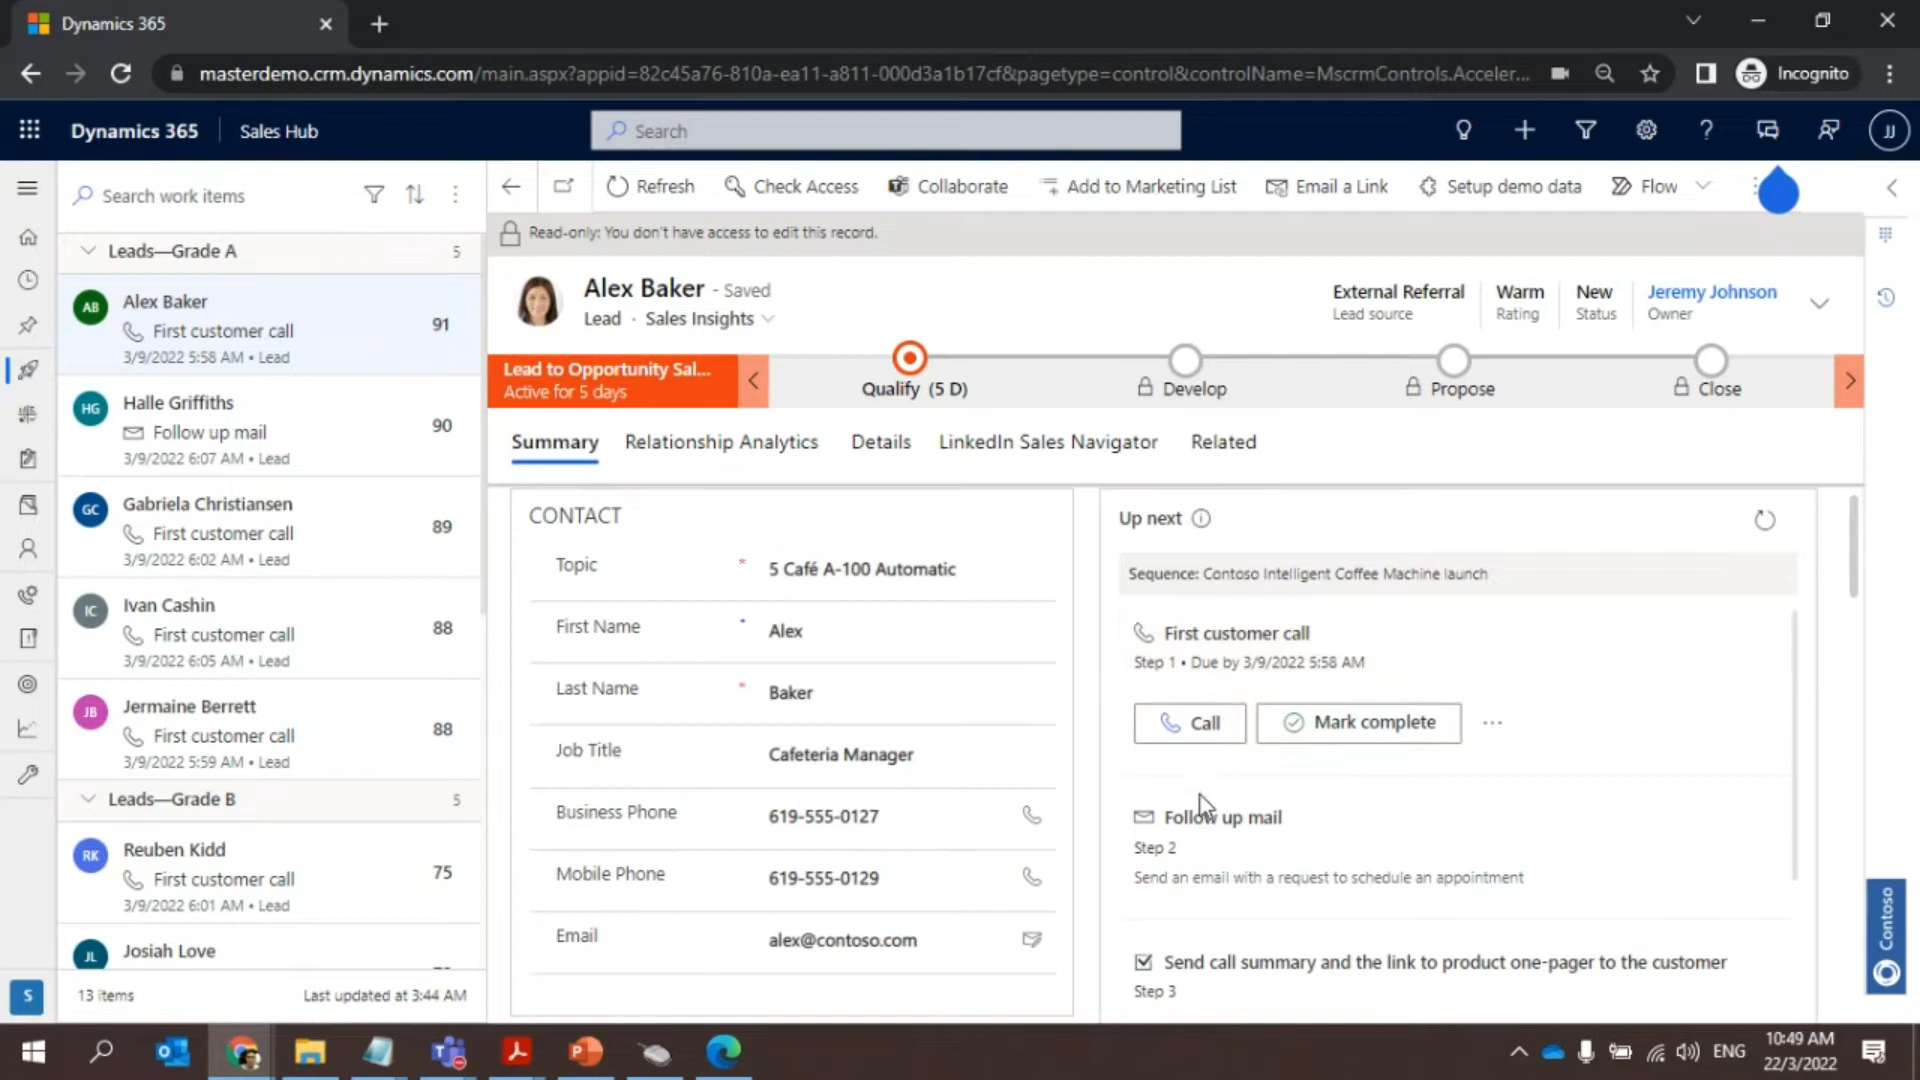 Dynamics 365
masterdemo.crm.dynamics.com/main.aspx?appid=82c45a76-810a-ea11-a811-000d3a1b17cf&pagetype=control&controlName=MscrmControls.Acceler...
Incognito
Dynamics 365
Sales Hub
Search
JJ
Search work items
Refresh
Check Access
Collaborate
Add to Marketing List
Email a Link
Setup demo data
Flow
Read-only: You don't have access to edit this record.
Leads—Grade A
5
AB
Alex Baker
First customer call
91
3/9/2022 5:58 AM • Lead
HG
Halle Griffiths
Follow up mail
90
3/9/2022 6:07 AM • Lead
GC
Gabriela Christiansen
First customer call
89
3/9/2022 6:02 AM • Lead
IC
Ivan Cashin
First customer call
88
3/9/2022 6:05 AM • Lead
JB
Jermaine Berrett
First customer call
88
3/9/2022 5:59 AM • Lead
Leads—Grade B
5
RK
Reuben Kidd
First customer call
75
3/9/2022 6:01 AM • Lead
JL
Josiah Love
S
13 items
Last updated at 3:44 AM
Alex Baker - Saved
Lead · Sales Insights
External Referral
Lead source
Warm
Rating
New
Status
Jeremy Johnson
Owner
Lead to Opportunity Sal...
Active for 5 days
Qualify (5 D)
Develop
Propose
Close
Summary
Relationship Analytics
Details
LinkedIn Sales Navigator
Related
CONTACT
Topic * 5 Café A-100 Automatic
First Name Alex
Last Name * Baker
Job Title Cafeteria Manager
Business Phone 619-555-0127
Mobile Phone 619-555-0129
Email alex@contoso.com
Up next
Sequence: Contoso Intelligent Coffee Machine launch
First customer call
Step 1 • Due by 3/9/2022 5:58 AM
Call
Mark complete
Follow up mail
Step 2
Send an email with a request to schedule an appointment
Send call summary and the link to product one-pager to the customer
Step 3
Contoso
ENG
10:49 AM
22/3/2022